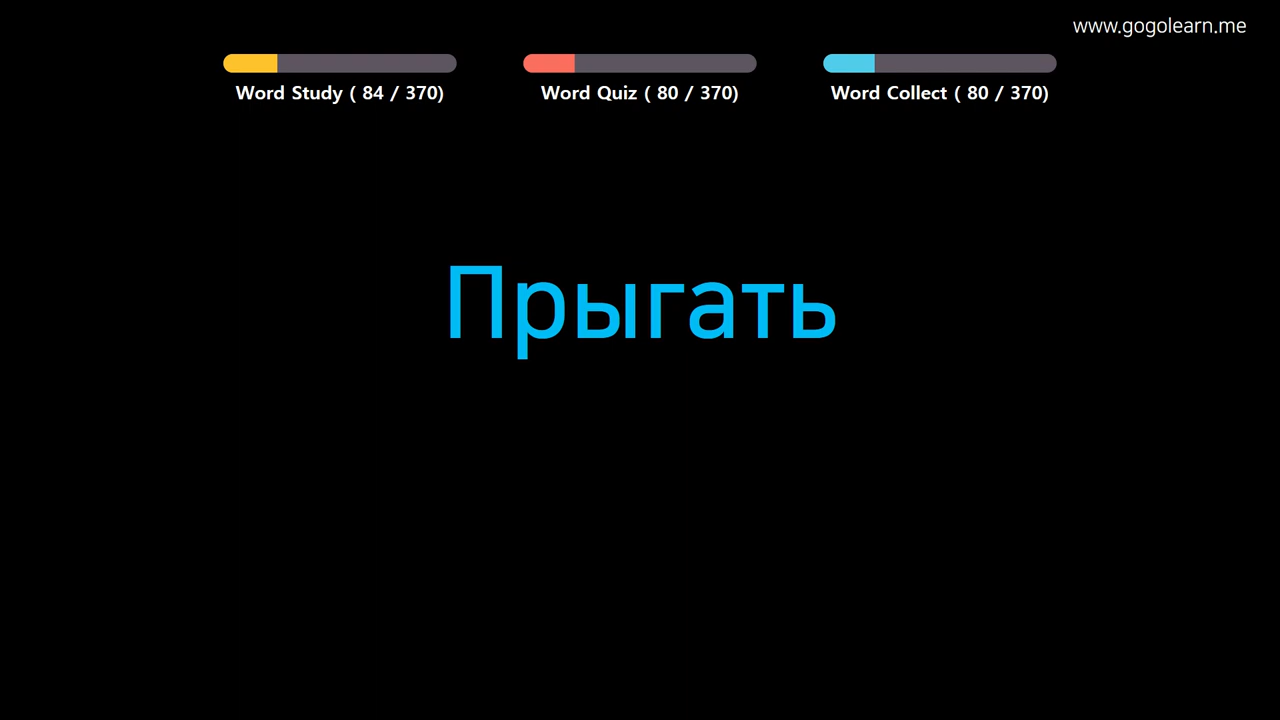 www.gogolearn.me
Word Study ( 84 / 370)
Word Quiz ( 80 / 370)
Word Collect ( 80 / 370)
Прыгать